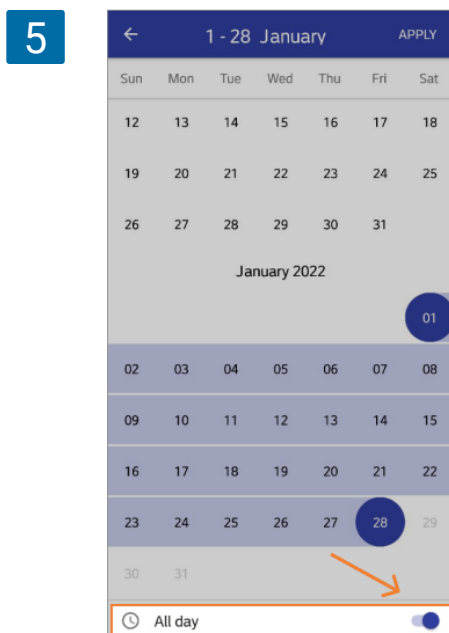 5
← 1 - 28 January APPLY
Sun Mon Tue Wed Thu Fri Sat
12 13 14 15 16 17 18
19 20 21 22 23 24 25
26 27 28 29 30 31
January 2022
01
02 03 04 05 06 07 08
09 10 11 12 13 14 15
16 17 18 19 20 21 22
23 24 25 26 27 28 29
30 31
All day